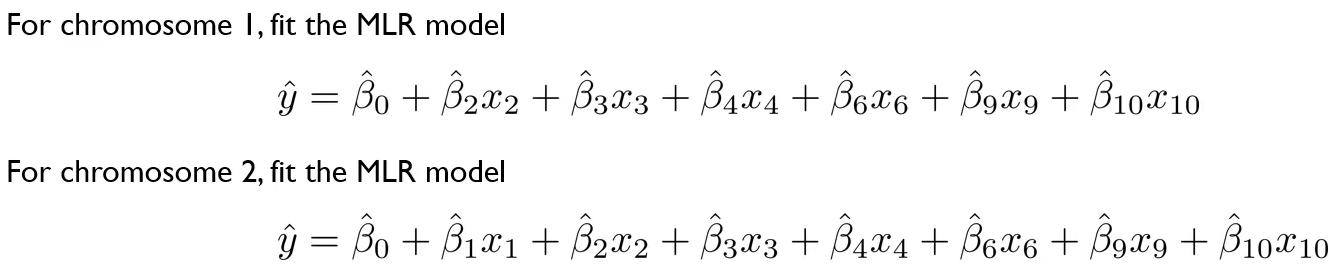 For chromosome 1, fit the MLR model
ŷ = β̂₀ + β̂₂x₂ + β̂₃x₃ + β̂₄x₄ + β̂₆x₆ + β̂₉x₉ + β̂₁₀x₁₀
For chromosome 2, fit the MLR model
ŷ = β̂₀ + β̂₁x₁ + β̂₂x₂ + β̂₃x₃ + β̂₄x₄ + β̂₆x₆ + β̂₉x₉ + β̂₁₀x₁₀